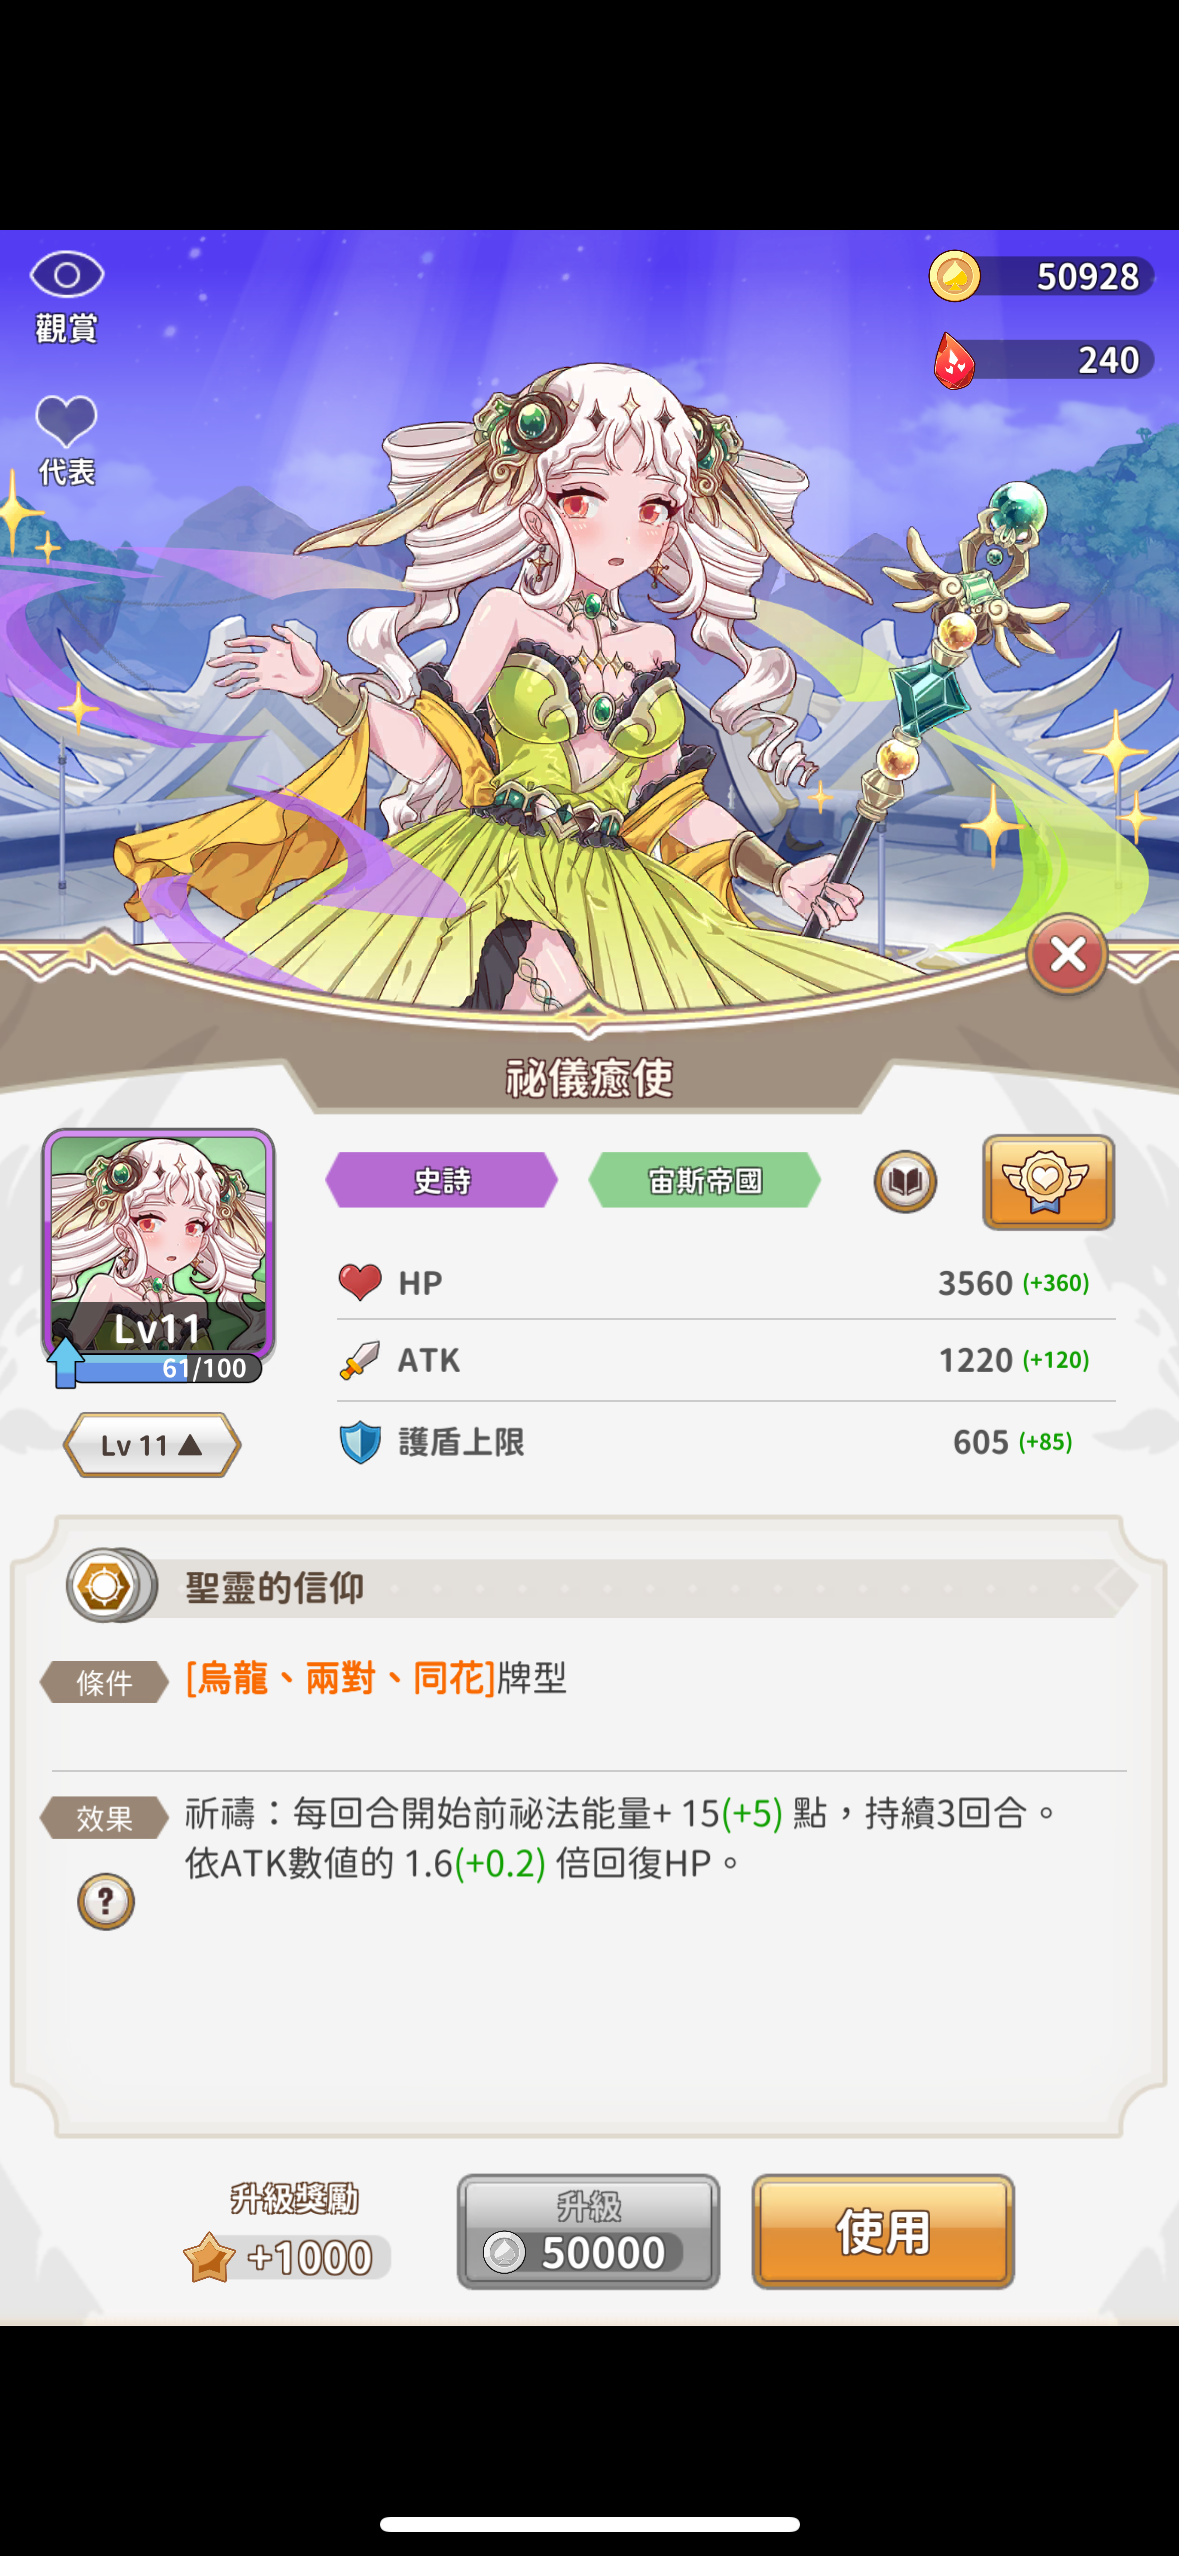 觀賞
50928
240
代表
祕儀癒使
史詩
宙斯帝國
Lv11
61/100
Lv 11 ▲
HP
3560 (+360)
ATK
1220 (+120)
護盾上限
605 (+85)
聖靈的信仰
條件
[烏龍、兩對、同花]牌型
效果
祈禱：每回合開始前祕法能量+ 15(+5) 點，持續3回合。
依ATK數值的 1.6(+0.2) 倍回復HP。
?
升級獎勵
+1000
升級
50000
使用